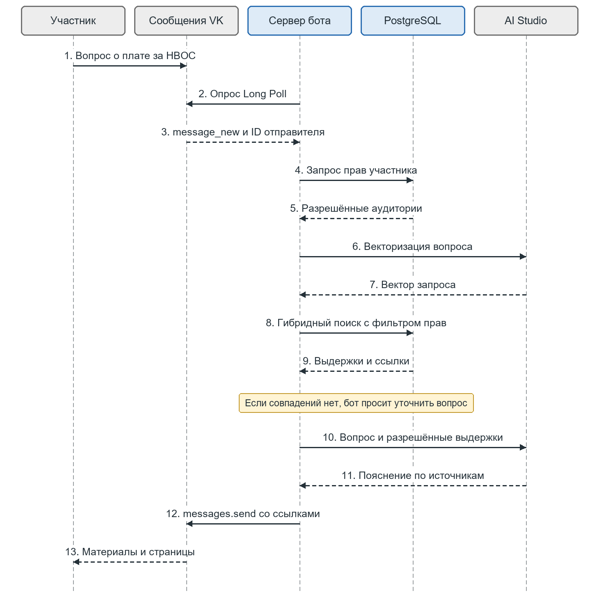 Участник
Сообщения VK
Сервер бота
PostgreSQL
AI Studio
1. Вопрос о плате за НВОС
2. Опрос Long Poll
3. message_new и ID отправителя
4. Запрос прав участника
5. Разрешённые аудитории
6. Векторизация вопроса
7. Вектор запроса
8. Гибридный поиск с фильтром прав
9. Выдержки и ссылки
Если совпадений нет, бот просит уточнить вопрос
10. Вопрос и разрешённые выдержки
11. Пояснение по источникам
12. messages.send со ссылками
13. Материалы и страницы